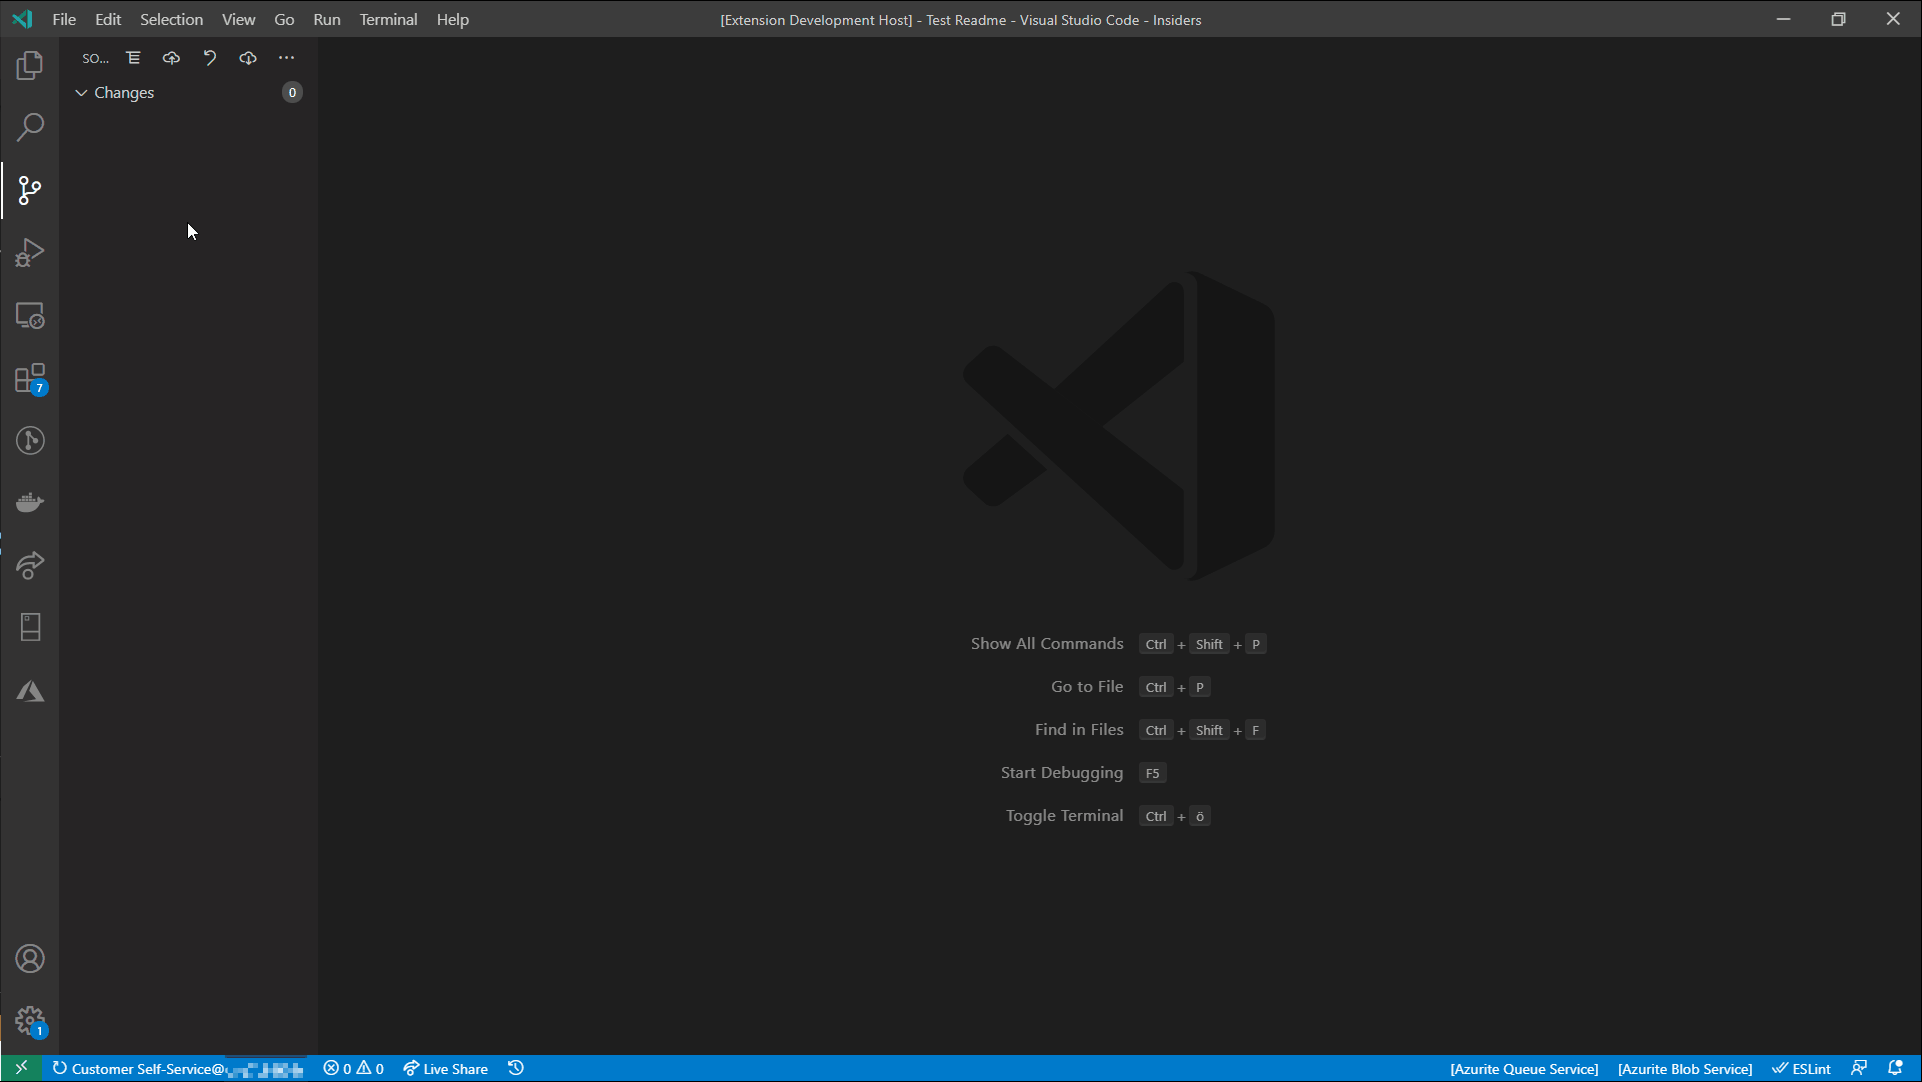 File Edit Selection View Go Run Terminal Help [Extension Development Host] - Test Readme - Visual Studio Code - Insiders
SO...
Changes 0
7
Show All Commands Ctrl + Shift + P
Go to File Ctrl + P
Find in Files Ctrl + Shift + F
Start Debugging F5
Toggle Terminal Ctrl + ö
1
Customer Self-Service@ 0 0 Live Share [Azurite Queue Service] [Azurite Blob Service] ESLint